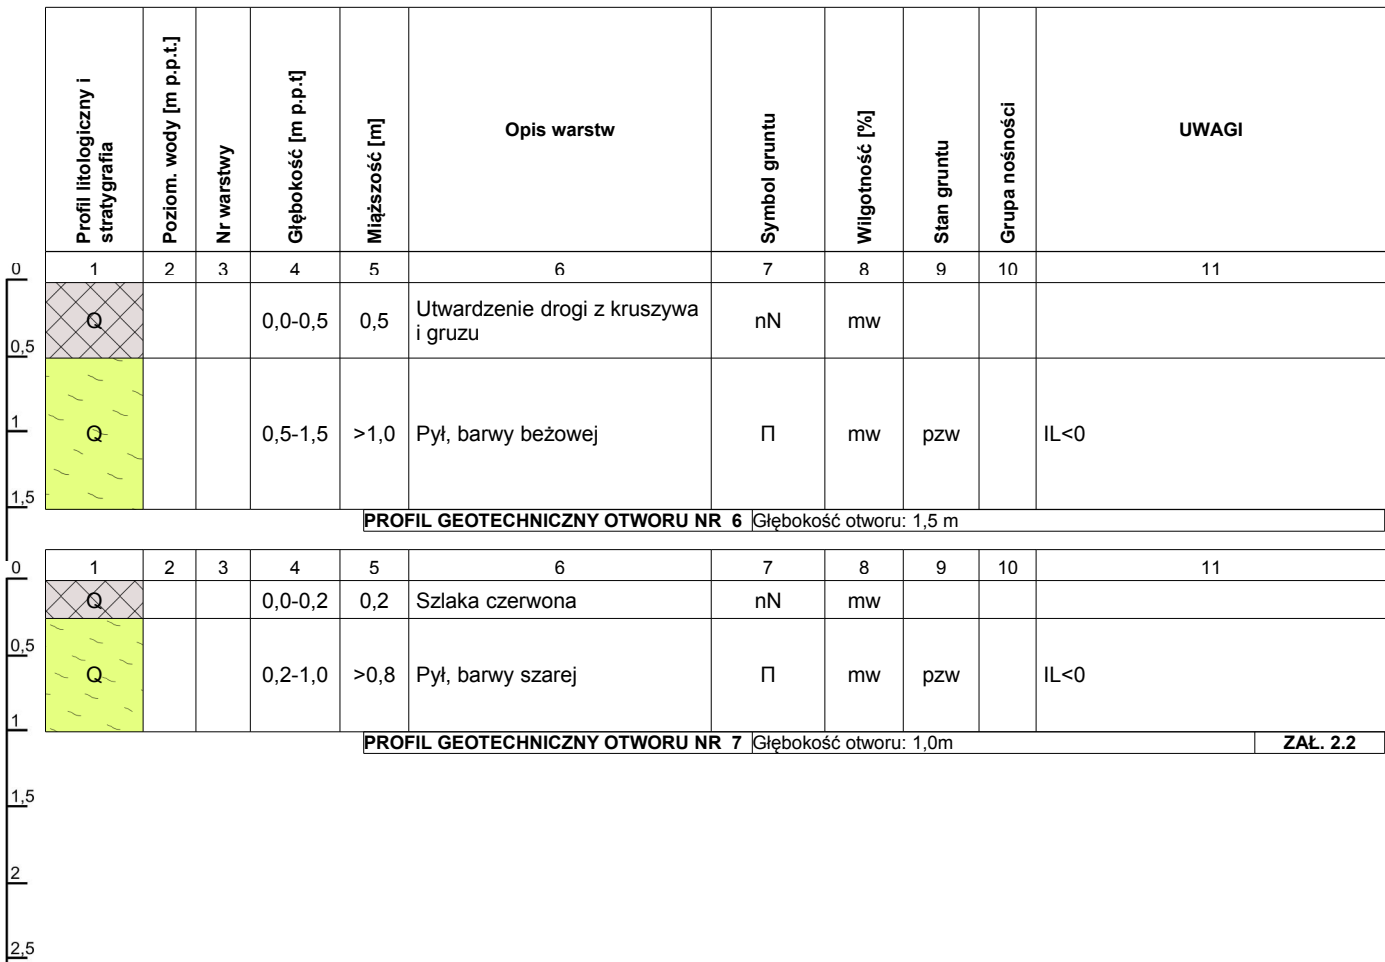 Profil litologiczny i
stratygrafia
Poziom. wody [m p.p.t.]
Nr warstwy
Głębokość [m p.p.t]
Miąższość [m]
Opis warstw
Symbol gruntu
Wilgotność [%]
Stan gruntu
Grupa nośności
UWAGI
0 1 2 3 4 5 6 7 8 9 10 11
Q 0,0-0,5 0,5 Utwardzenie drogi z kruszywa
i gruzu nN mw
0,5
1
Q 0,5-1,5 >1,0 Pył, barwy beżowej Π mw pzw IL<0
1,5
PROFIL GEOTECHNICZNY OTWORU NR 6 Głębokość otworu: 1,5 m
0 1 2 3 4 5 6 7 8 9 10 11
Q 0,0-0,2 0,2 Szlaka czerwona nN mw
0,5
Q 0,2-1,0 >0,8 Pył, barwy szarej Π mw pzw IL<0
1
PROFIL GEOTECHNICZNY OTWORU NR 7 Głębokość otworu: 1,0m ZAŁ. 2.2
1,5
2
2,5